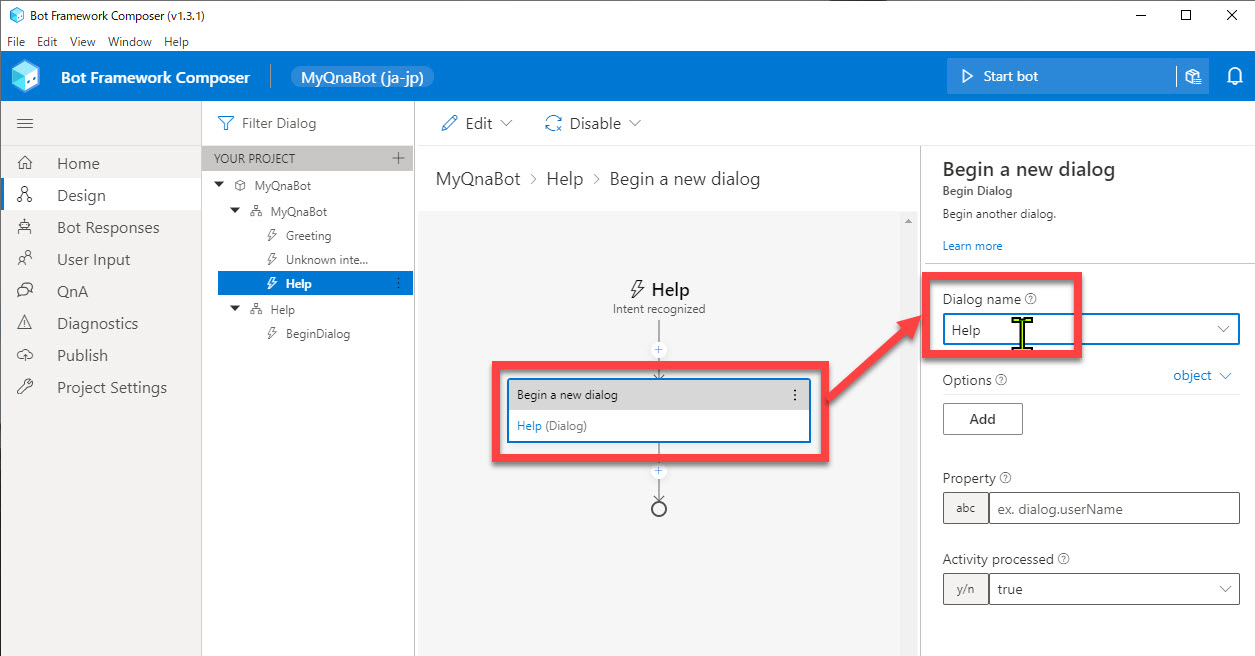 Bot Framework Composer (v1.3.1)
File Edit View Window Help
Bot Framework Composer
MyQnaBot (ja-jp)
Start bot
Home
Design
Bot Responses
User Input
QnA
Diagnostics
Publish
Project Settings
Filter Dialog
YOUR PROJECT
MyQnaBot
MyQnaBot
Greeting
Unknown inte...
Help
Help
BeginDialog
Edit
Disable
MyQnaBot > Help > Begin a new dialog
Help
Intent recognized
Begin a new dialog
Help (Dialog)
Begin a new dialog
Begin Dialog
Begin another dialog.
Learn more
Dialog name
Help
Options
object
Add
Property
abc
ex. dialog.userName
Activity processed
y/n
true